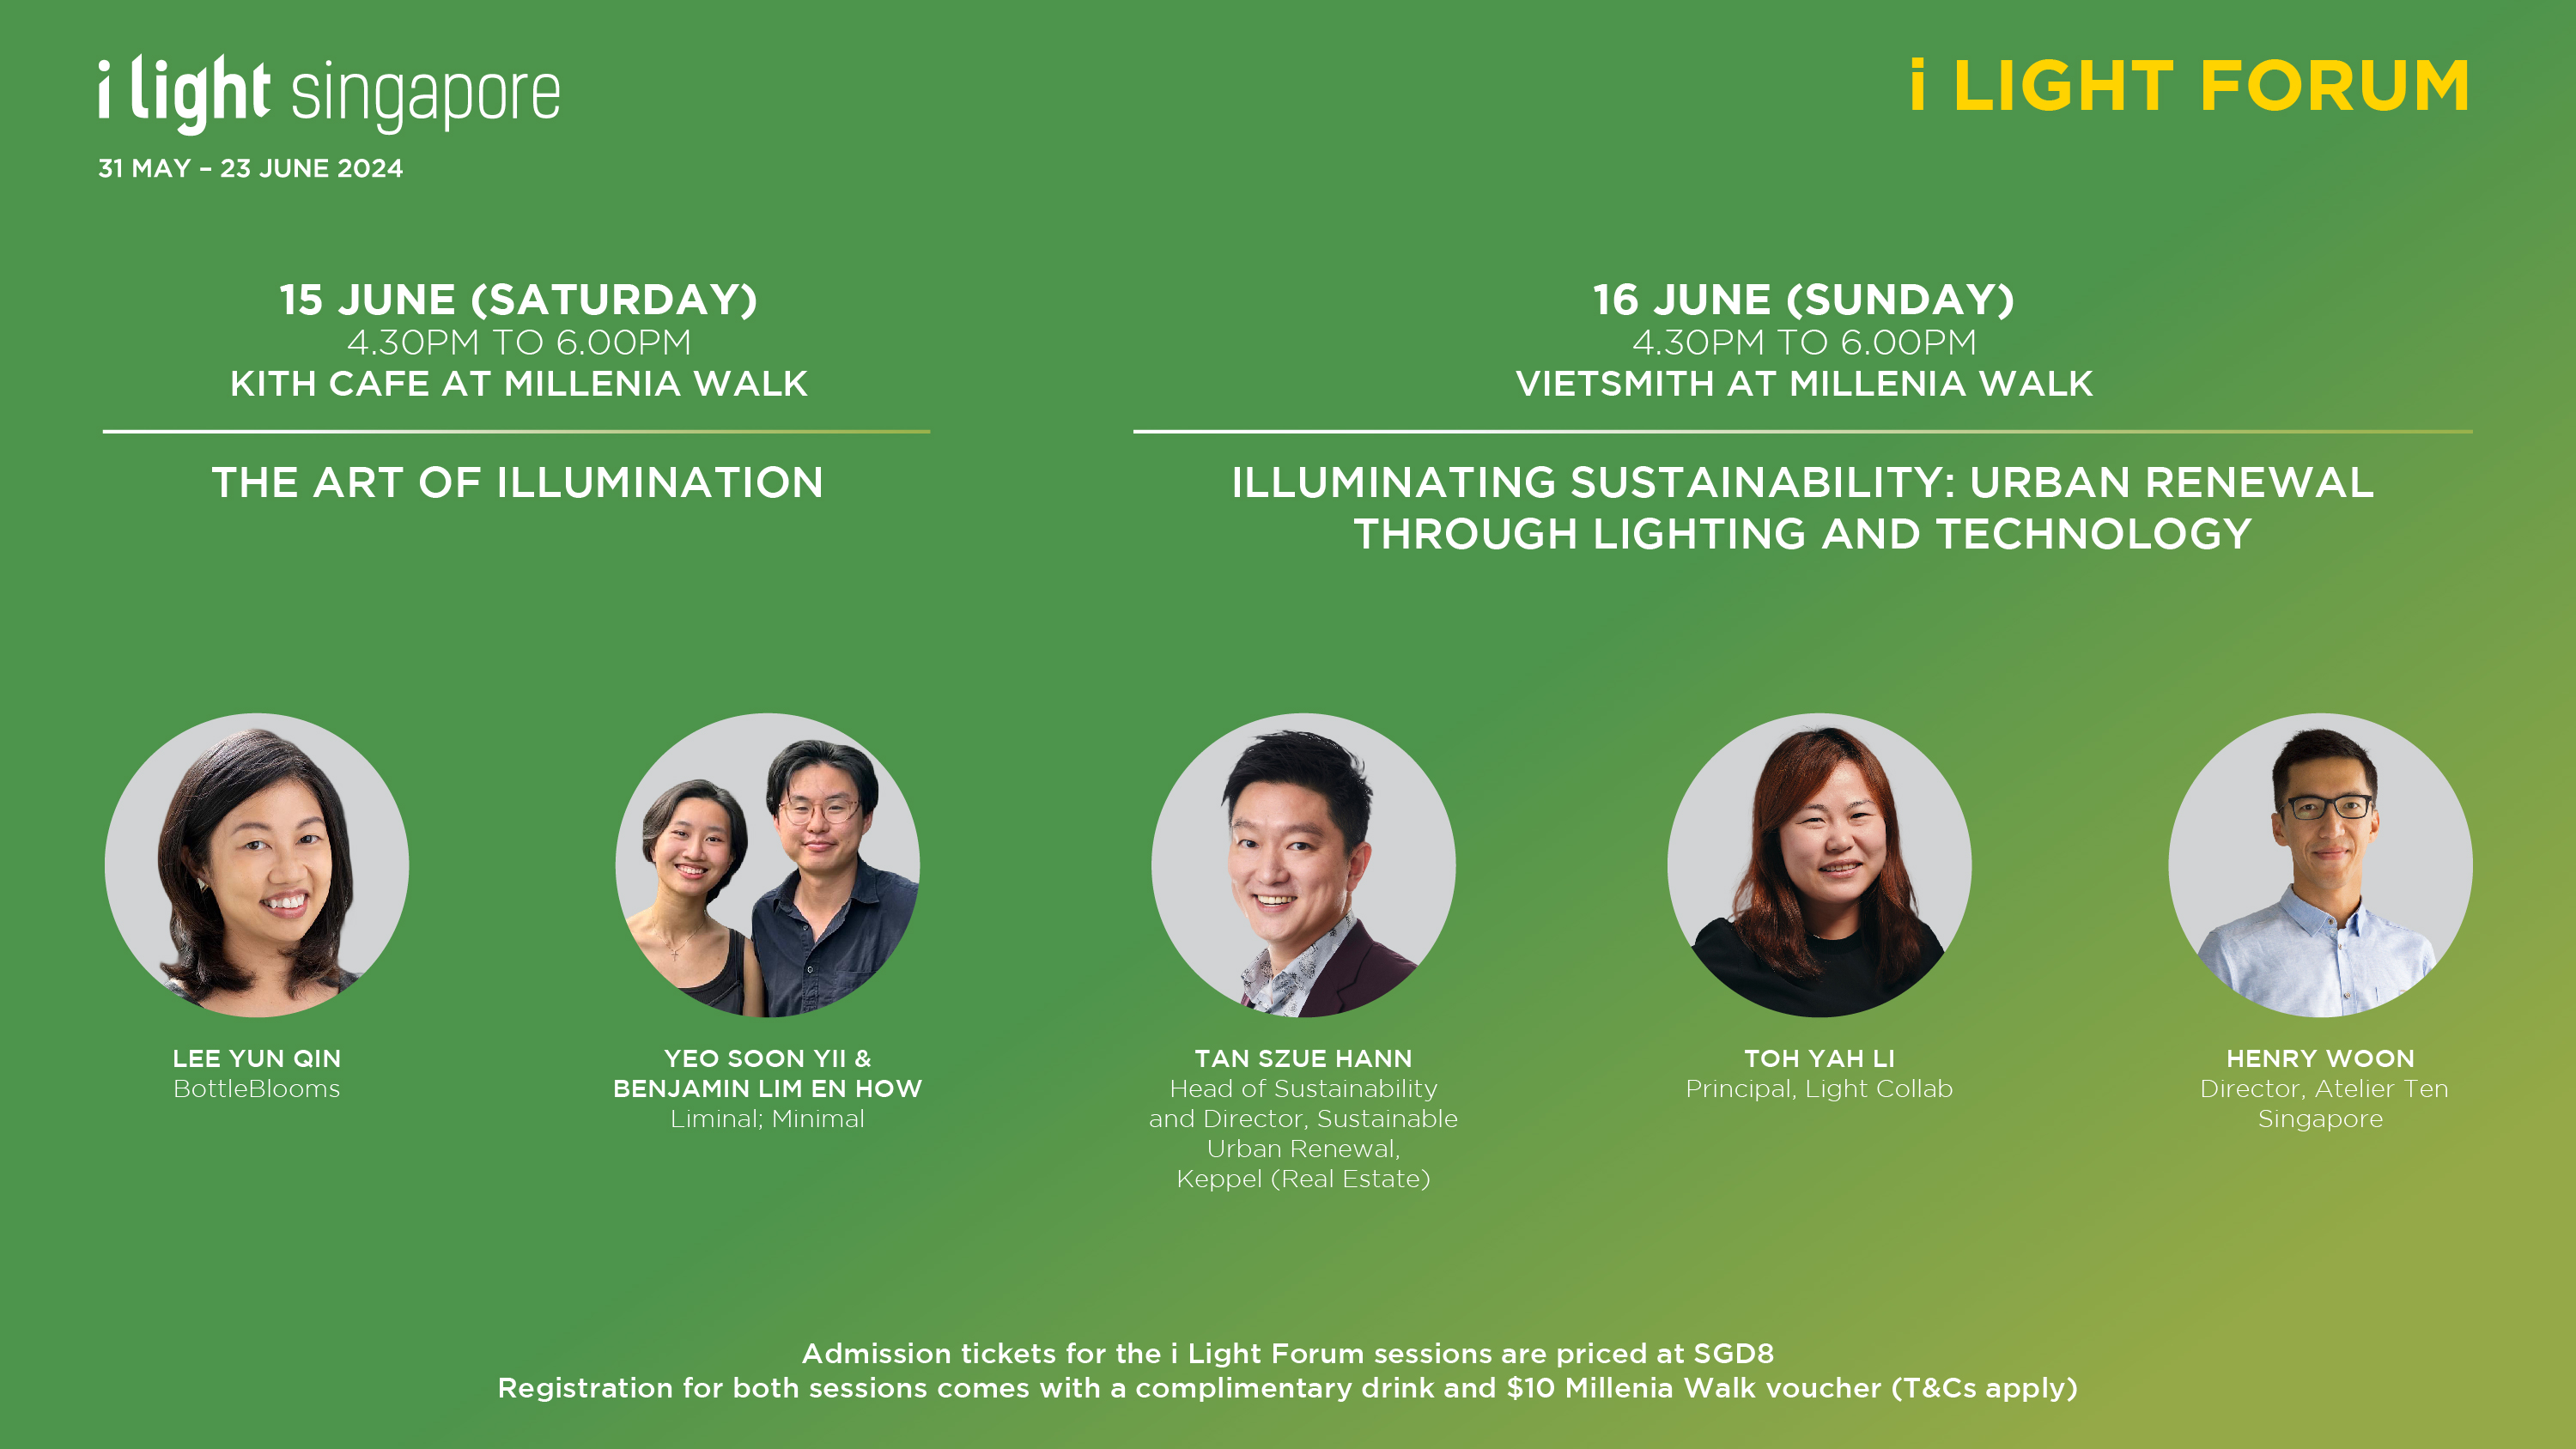 i light singapore
31 MAY – 23 JUNE 2024
i LIGHT FORUM
15 JUNE (SATURDAY)
4.30PM TO 6.00PM
KITH CAFE AT MILLENIA WALK
THE ART OF ILLUMINATION
16 JUNE (SUNDAY)
4.30PM TO 6.00PM
VIETSMITH AT MILLENIA WALK
ILLUMINATING SUSTAINABILITY: URBAN RENEWAL
THROUGH LIGHTING AND TECHNOLOGY
LEE YUN QIN
BottleBlooms
YEO SOON YII &
BENJAMIN LIM EN HOW
Liminal; Minimal
TAN SZUE HANN
Head of Sustainability
and Director, Sustainable
Urban Renewal,
Keppel (Real Estate)
TOH YAH LI
Principal, Light Collab
HENRY WOON
Director, Atelier Ten
Singapore
Admission tickets for the i Light Forum sessions are priced at SGD8
Registration for both sessions comes with a complimentary drink and $10 Millenia Walk voucher (T&Cs apply)